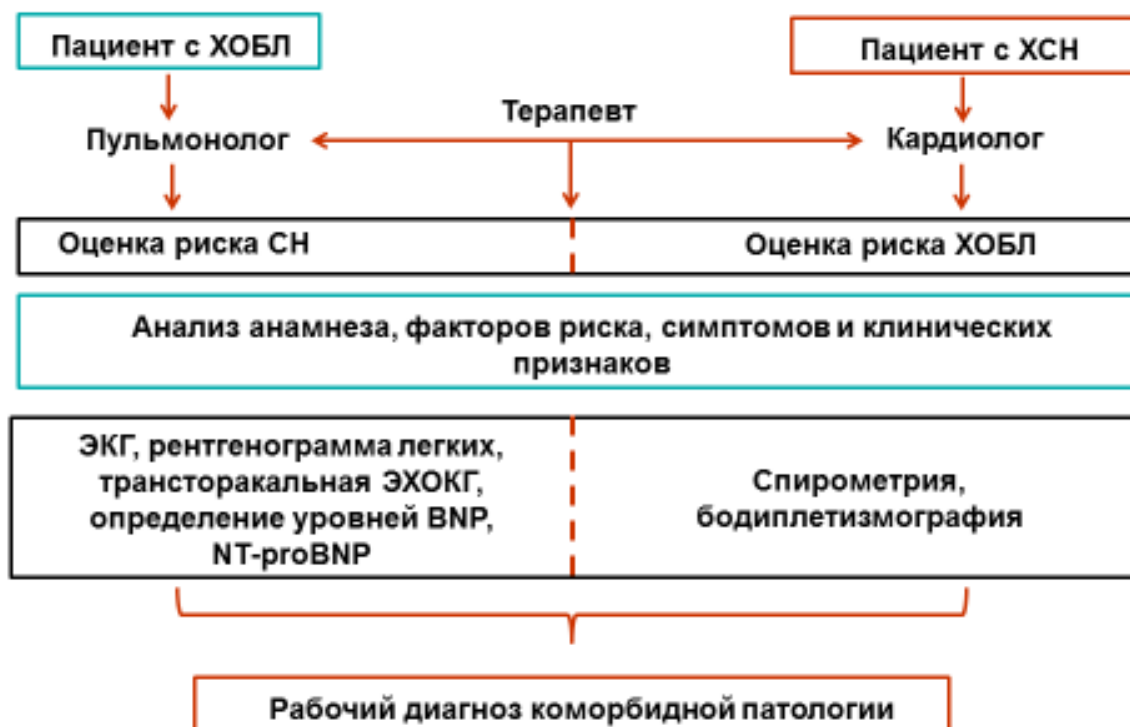 Пациент с ХОБЛ
Пациент с ХСН
Терапевт
Пульмонолог
Кардиолог
Оценка риска СН
Оценка риска ХОБЛ
Анализ анамнеза, факторов риска, симптомов и клинических
признаков
ЭКГ, рентгенограмма легких,
трансторакальная ЭХОКГ,
определение уровней BNP,
NT-proBNP
Спирометрия,
бодиплетизмография
Рабочий диагноз коморбидной патологии